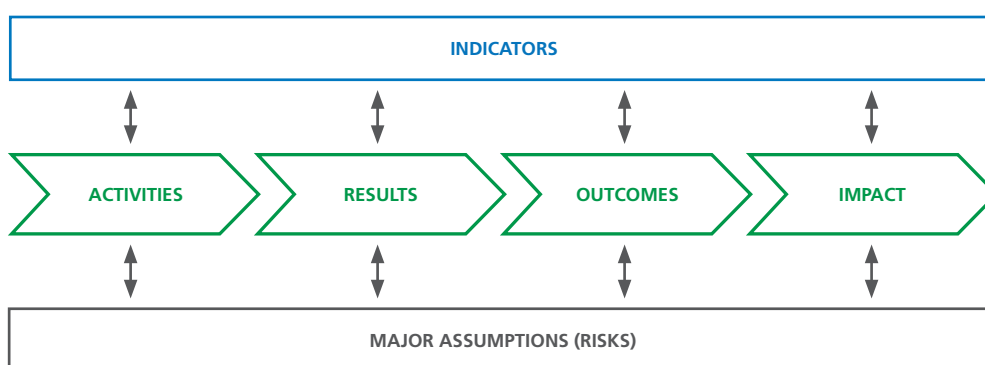 INDICATORS
ACTIVITIES
RESULTS
OUTCOMES
IMPACT
MAJOR ASSUMPTIONS (RISKS)